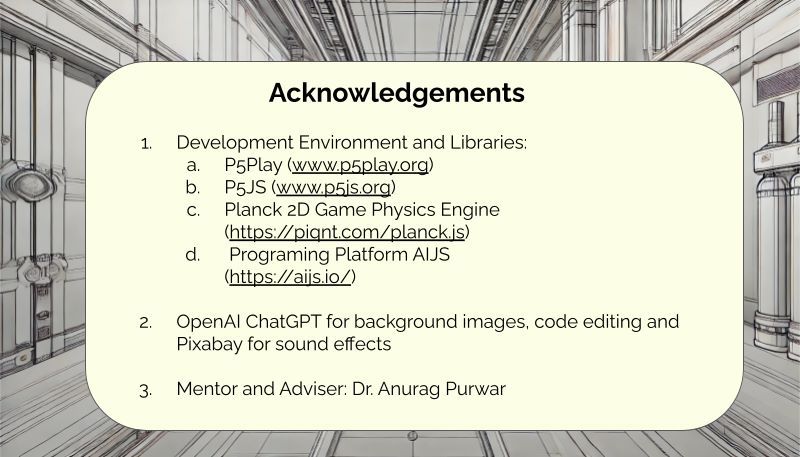 Acknowledgements
1. Development Environment and Libraries:
a. P5Play (www.p5play.org)
b. P5JS (www.p5js.org)
c. Planck 2D Game Physics Engine
(https://piqnt.com/planck.js)
d. Programing Platform AIJS
(https://aijs.io/)
2. OpenAI ChatGPT for background images, code editing and
Pixabay for sound effects
3. Mentor and Adviser: Dr. Anurag Purwar